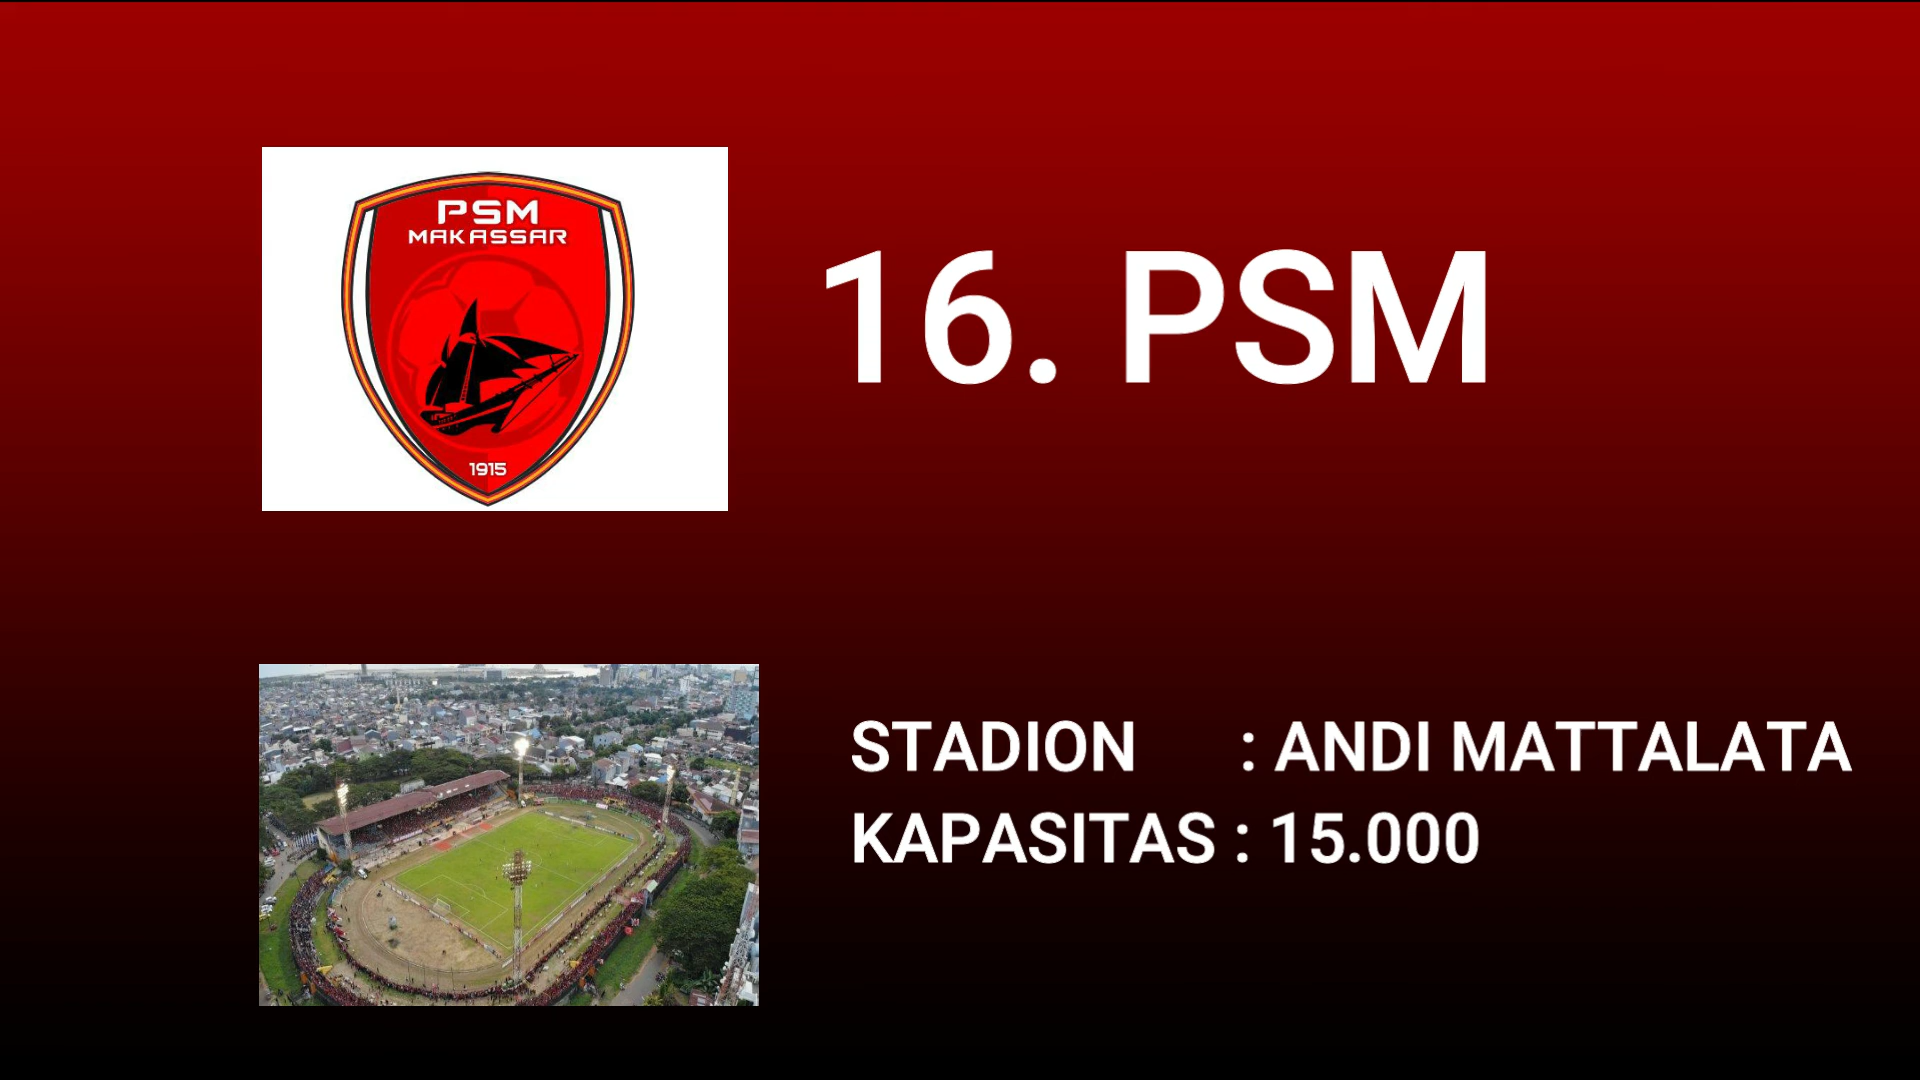 PSM
MAKASSAR
1915
16. PSM
STADION : ANDI MATTALATA
KAPASITAS : 15.000